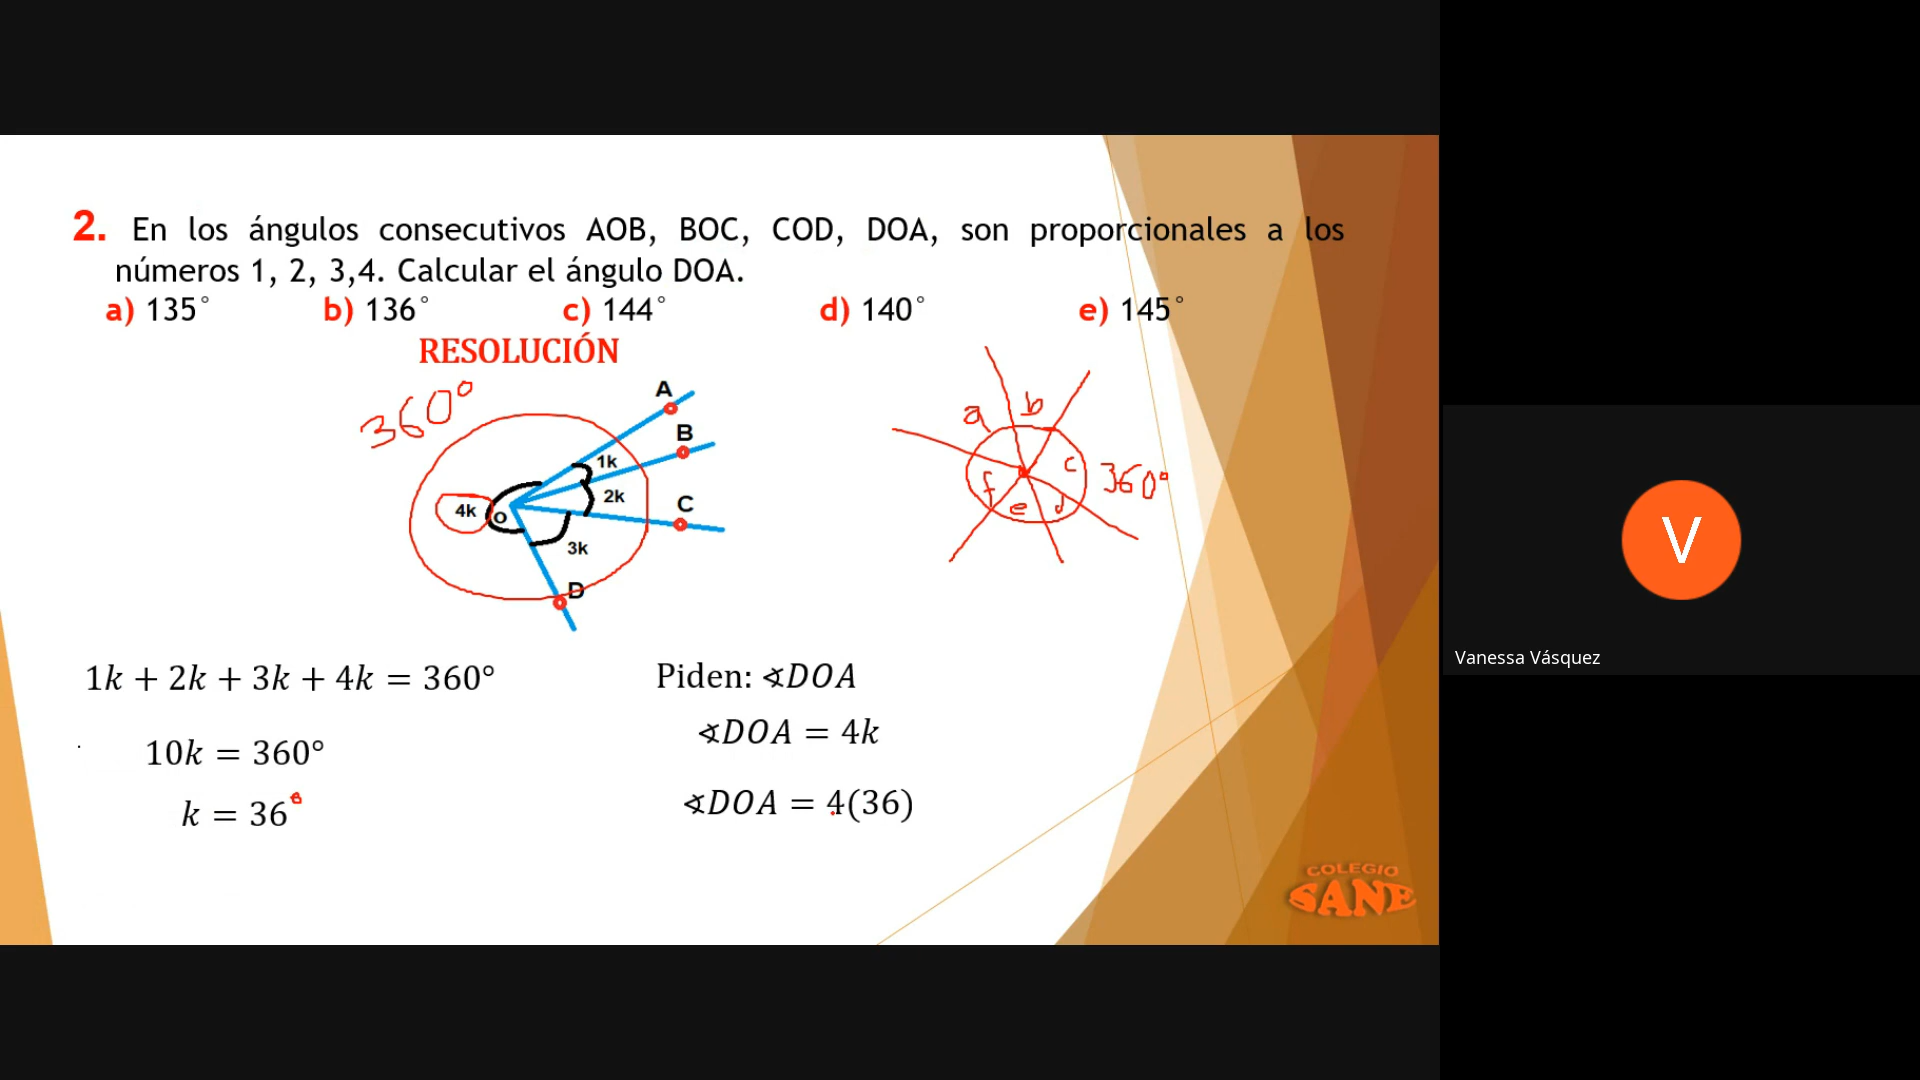 2. En los ángulos consecutivos AOB, BOC, COD, DOA, son proporcionales a los
números 1, 2, 3,4. Calcular el ángulo DOA.
a) 135° b) 136° c) 144° d) 140° e) 145°
RESOLUCIÓN
360°
A
B
1k
2k
C
4k
O
3k
D
a
b
c
360°
f
e
d
1k + 2k + 3k + 4k = 360°
10k = 360°
k = 36°
Piden: ∢DOA
∢DOA = 4k
∢DOA = 4(36)
COLEGIO
SANE
V
Vanessa Vásquez